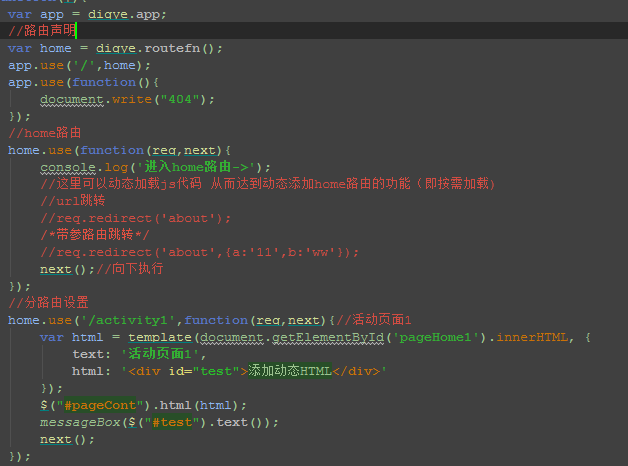 var app = diqye.app;
//路由声明
var home = diqye.routefn();
app.use('/',home);
app.use(function(){
document.write("404");
});
//home路由
home.use(function(req,next){
console.log('进入home路由->');
//这里可以动态加载js代码 从而达到动态添加home路由的功能（即按需加载)
//url跳转
//req.redirect('about');
/*带参路由跳转*/
//req.redirect('about',{a:'11',b:'ww'});
next();//向下执行
});
//分路由设置
home.use('/activity1',function(req,next){//活动页面1
var html = template(document.getElementById('pageHome1').innerHTML, {
text: '活动页面1',
html: '<div id="test">添加动态HTML</div>'
});
$("#pageCont").html(html);
messageBox($("#test").text());
next();
});